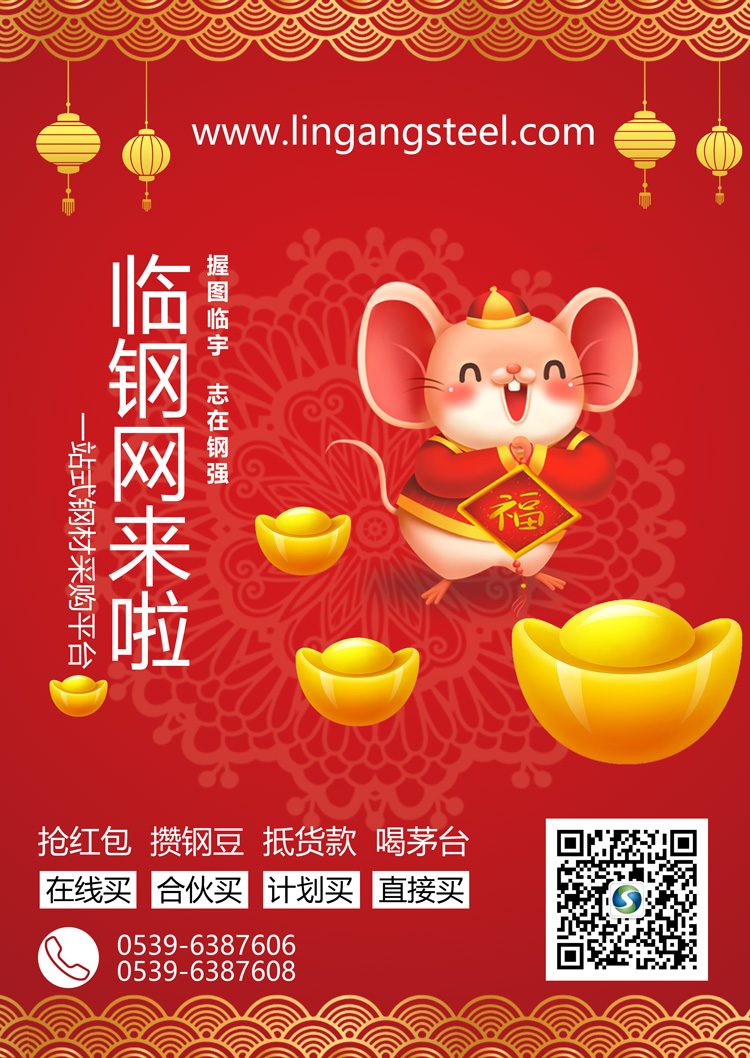 www.lingangsteel.com
握图临宇 志在钢强
临钢网来啦
一站式钢材采购平台
福
抢红包 攒钢豆 抵货款 喝茅台
在线买 合伙买 计划买 直接买
0539-6387606
0539-6387608